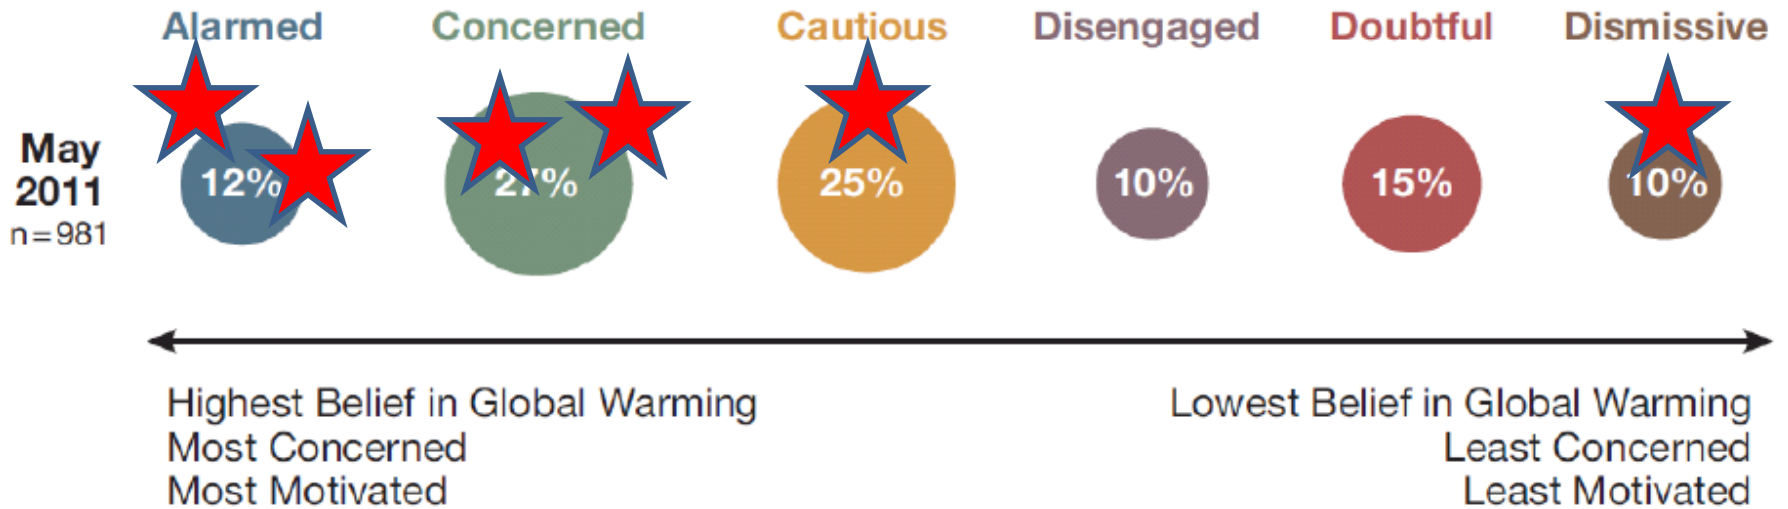 Alarmed Concerned Cautious Disengaged Doubtful Dismissive
May
2011
n=981
12% 27% 25% 10% 15% 10%
Highest Belief in Global Warming
Most Concerned
Most Motivated
Lowest Belief in Global Warming
Least Concerned
Least Motivated